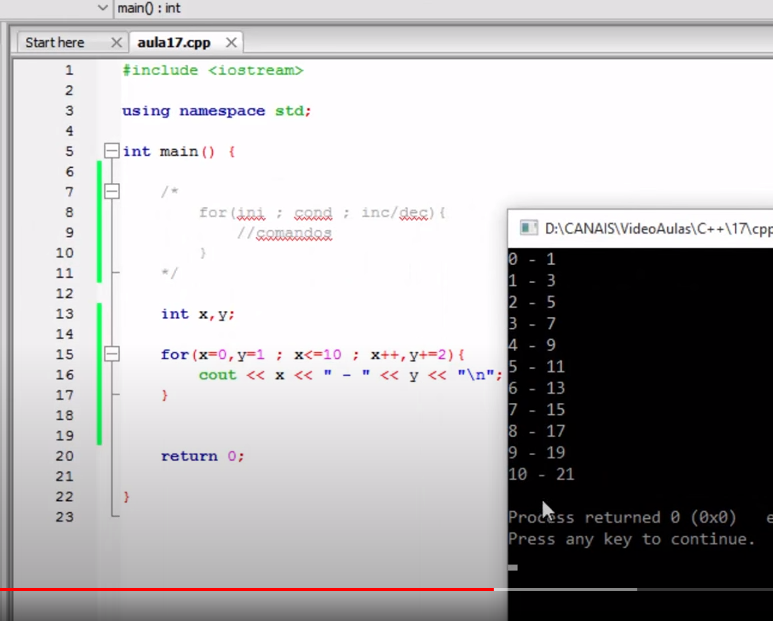 main() : int
Start here
aula17.cpp
1 #include <iostream>
2
3 using namespace std;
4
5 int main() {
6
7 /*
8 for(ini ; cond ; inc/dec){
9 //comandos
10 }
11 */
12
13 int x,y;
14
15 for(x=0,y=1 ; x<=10 ; x++,y+=2){
16 cout << x << " - " << y << "\n";
17 }
18
19
20 return 0;
21
22 }
23
D:\CANAIS\VideoAulas\C++\17\cpp
0 - 1
1 - 3
2 - 5
3 - 7
4 - 9
5 - 11
6 - 13
7 - 15
8 - 17
9 - 19
10 - 21
Process returned 0 (0x0) e
Press any key to continue.